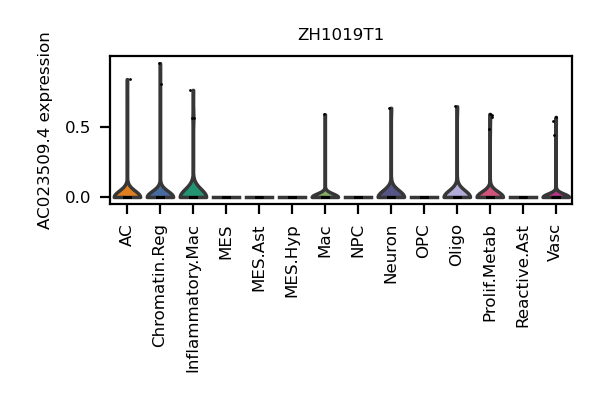 ZH1019T1
AC023509.4 expression
0.5
0.0
AC
Chromatin.Reg
Inflammatory.Mac
MES
MES.Ast
MES.Hyp
Mac
NPC
Neuron
OPC
Oligo
Prolif.Metab
Reactive.Ast
Vasc